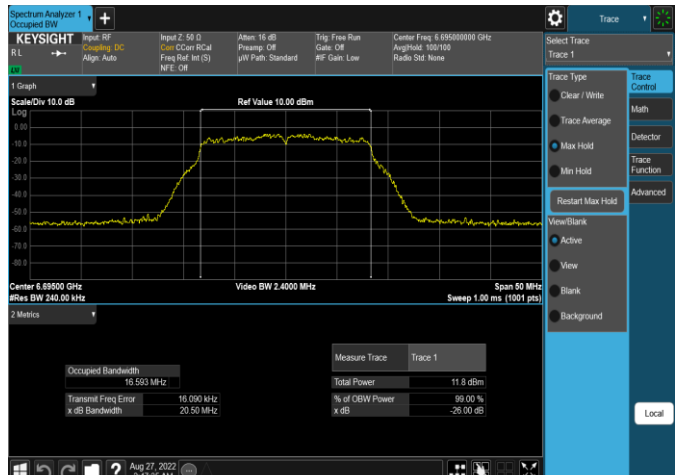 Spectrum Analyzer 1
Occupied BW
+
Trace
KEYSIGHT
R L
LV
Input: RF
Coupling: DC
Align: Auto
Input Z: 50 Ω
Corr CCorr RCal
Freq Ref: Int (S)
NFE: Off
Atten: 16 dB
Preamp: Off
µW Path: Standard
Trig: Free Run
Gate: Off
#IF Gain: Low
Center Freq: 6.695000000 GHz
Avg|Hold: 100/100
Radio Std: None
Select Trace
Trace 1
1 Graph
Scale/Div 10.0 dB
Ref Value 10.00 dBm
Log
0.00
-10.0
-20.0
-30.0
-40.0
-50.0
-60.0
-70.0
-80.0
Center 6.69500 GHz
#Res BW 240.00 kHz
Video BW 2.4000 MHz
Span 50 MHz
Sweep 1.00 ms (1001 pts)
Trace Type
Clear / Write
Trace Average
Max Hold
Min Hold
Restart Max Hold
View/Blank
Active
View
Blank
Background
Trace
Control
Math
Detector
Trace
Function
Advanced
Local
2 Metrics
Occupied Bandwidth
16.593 MHz
Transmit Freq Error 16.090 kHz
x dB Bandwidth 20.50 MHz
Measure Trace Trace 1
Total Power 11.8 dBm
% of OBW Power 99.00 %
x dB -26.00 dB
?
Aug 27, 2022